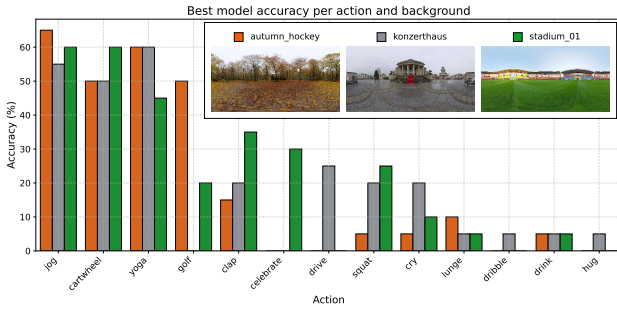 Best model accuracy per action and background
autumn_hockey
konzerthaus
stadium_01
Accuracy (%)
60
50
40
30
20
10
0
jog
cartwheel
yoga
golf
clap
celebrate
drive
squat
cry
lunge
dribble
drink
hug
Action